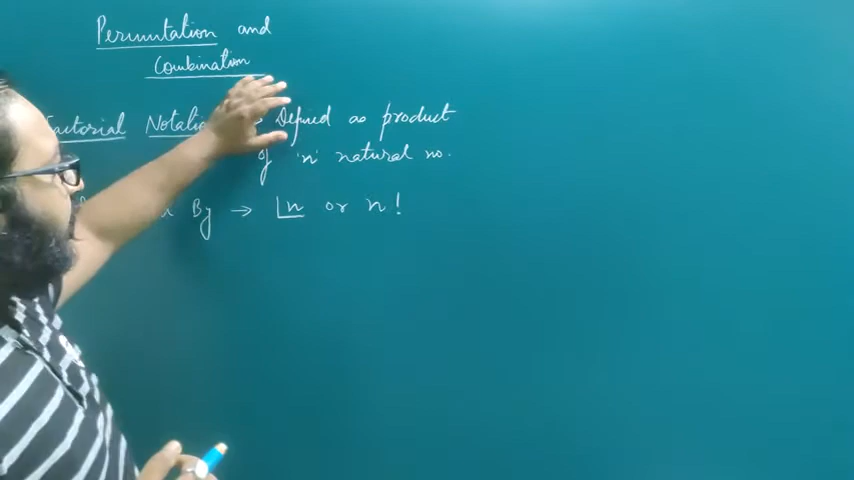 Permutation and
Combination
Factorial Notation → Defined as product
of 'n' natural no.
By → |n or n!